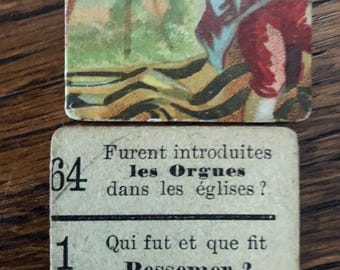 64 Furent introduites
les Orgues
dans les églises ?
1 Qui fut et que fit
Bessemer ?